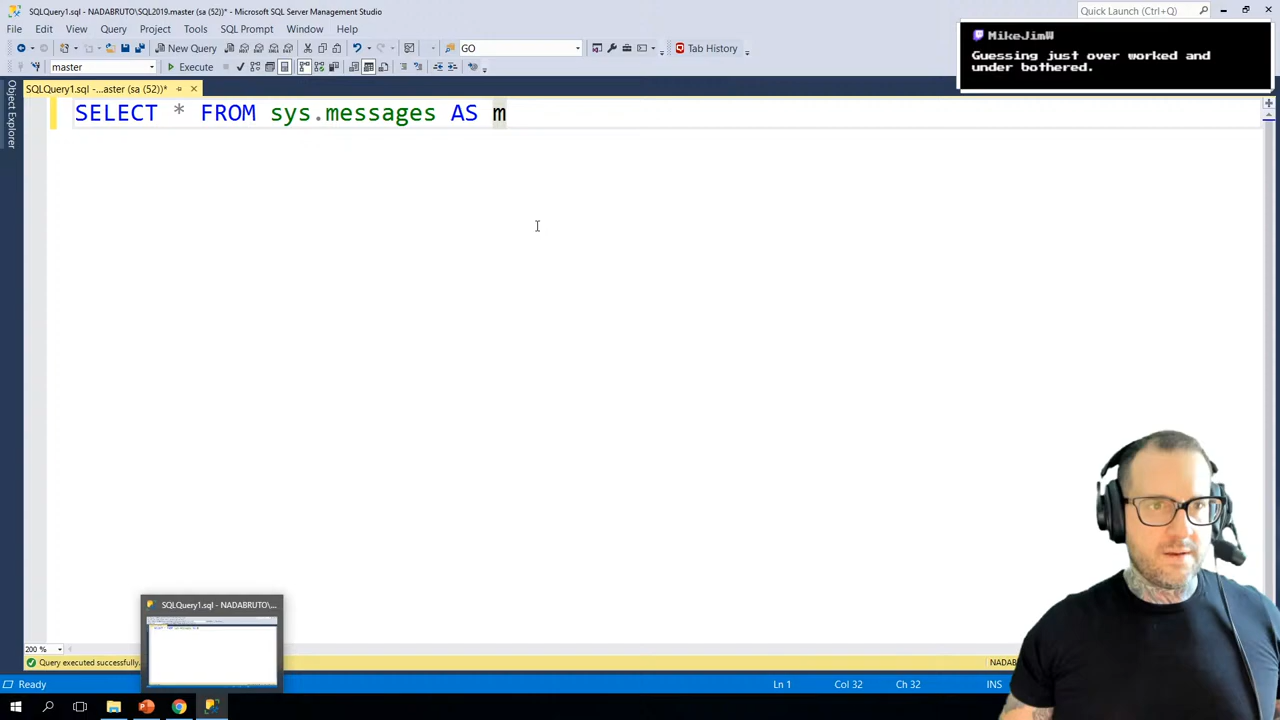 SQLQuery1.sql - NADABRUTO\SQL2019.master (sa (52))* - Microsoft SQL Server Management Studio
Quick Launch (Ctrl+Q)
File Edit View Query Project Tools SQL Prompt Window Help
New Query
GO
Tab History
master
Execute
MikeJimW
Guessing just over worked and
under bothered.
SQLQuery1.sql -...aster (sa (52))*
Object Explorer
SELECT * FROM sys.messages AS m
SQLQuery1.sql - NADABRUTO\...
200 %
Query executed successfully.
NADAB
Ready
Ln 1
Col 32
Ch 32
INS